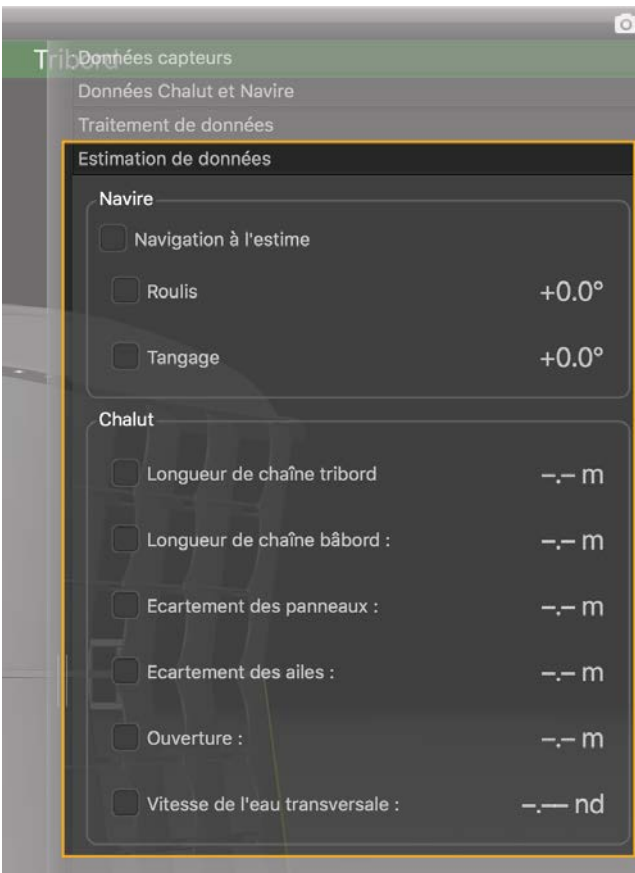 Tribord
Données capteurs
Données Chalut et Navire
Traitement de données
Estimation de données
Navire
Navigation à l'estime
Roulis +0.0°
Tangage +0.0°
Chalut
Longueur de chaîne tribord –.– m
Longueur de chaîne bâbord : –.– m
Ecartement des panneaux : –.– m
Ecartement des ailes : –.– m
Ouverture : –.– m
Vitesse de l'eau transversale : –.–– nd